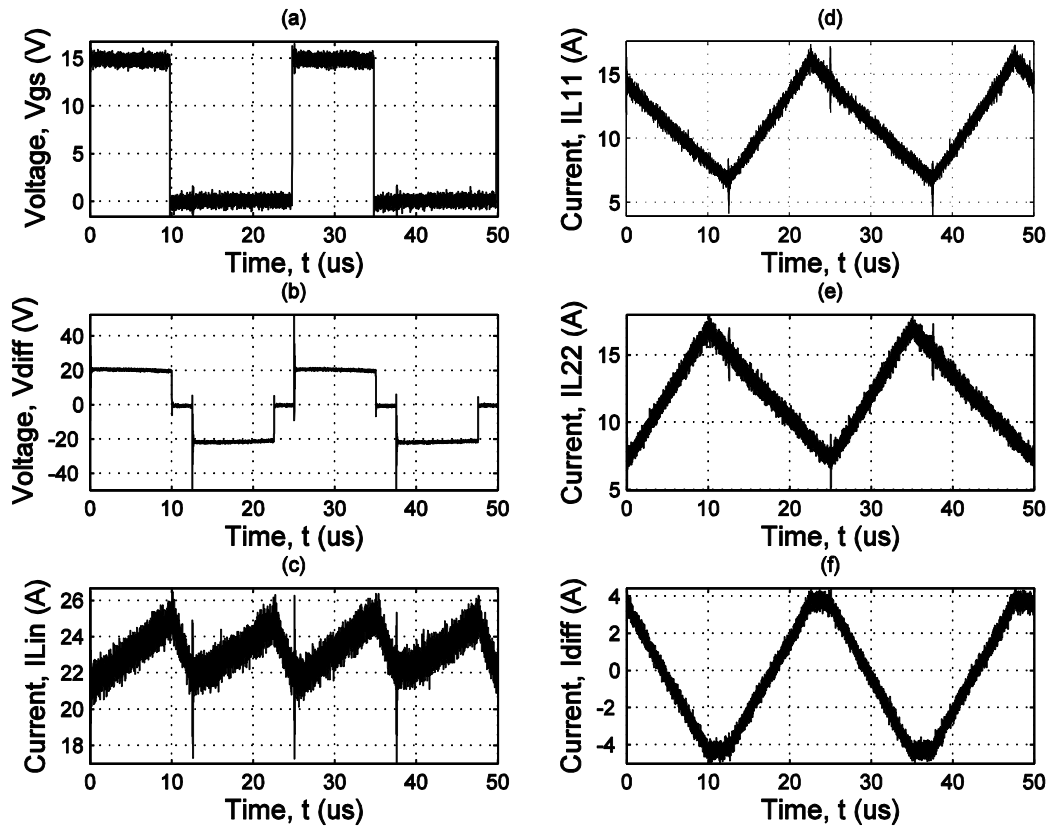 (a)
Voltage, Vgs (V)
15
10
5
0
0 10 20 30 40 50
Time, t (us)
(b)
Voltage, Vdiff (V)
40
20
0
-20
-40
0 10 20 30 40 50
Time, t (us)
(c)
Current, ILin (A)
26
24
22
20
18
0 10 20 30 40 50
Time, t (us)
(d)
Current, IL11 (A)
15
10
5
0 10 20 30 40 50
Time, t (us)
(e)
Current, IL22 (A)
15
10
5
0 10 20 30 40 50
Time, t (us)
(f)
Current, Idiff (A)
4
2
0
-2
-4
0 10 20 30 40 50
Time, t (us)